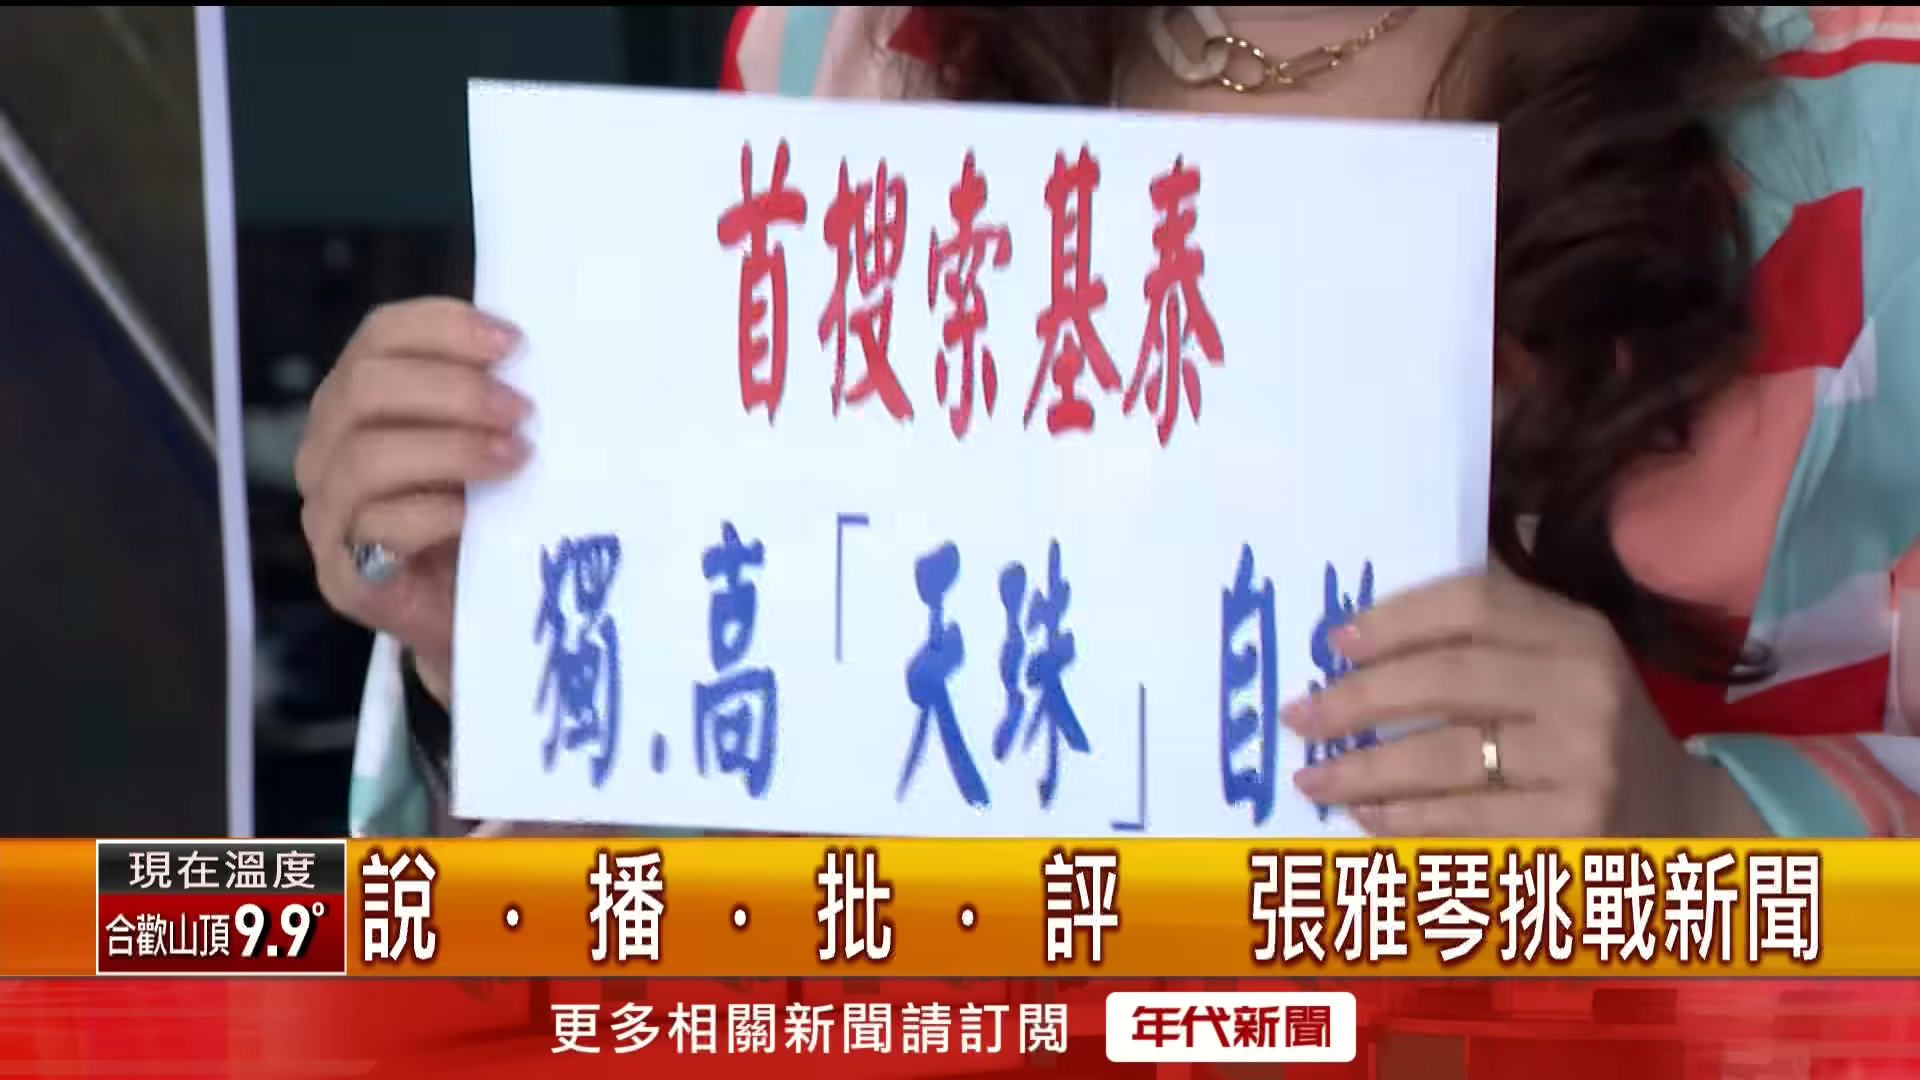 首搜索基泰
獨.高「天珠」自
現在溫度
合歡山頂9.9°
說．播．批．評 張雅琴挑戰新聞
更多相關新聞請訂閱 年代新聞